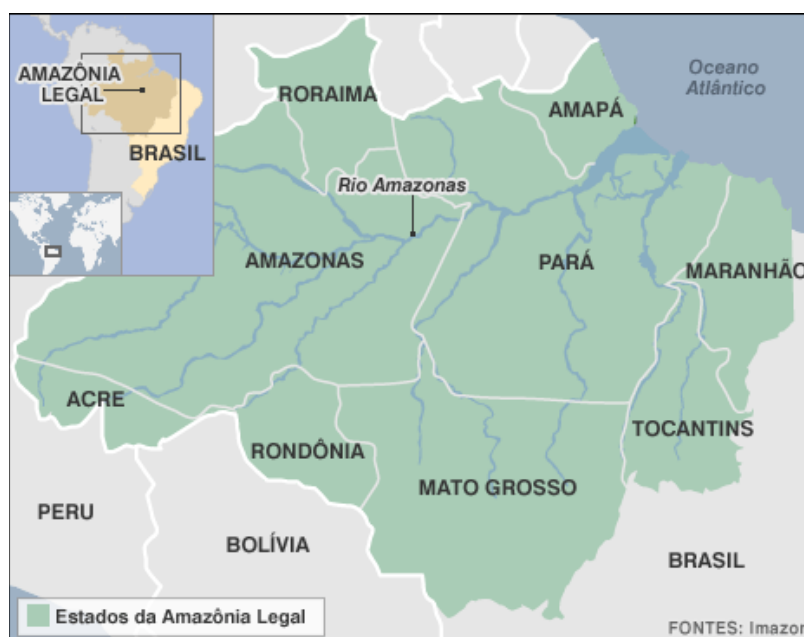 AMAZÔNIA
LEGAL
BRASIL
RORAIMA
AMAPÁ
Oceano
Atlântico
Rio Amazonas
AMAZONAS
PARÁ
MARANHÃO
ACRE
RONDÔNIA
TOCANTINS
MATO GROSSO
PERU
BOLÍVIA
BRASIL
Estados da Amazônia Legal
FONTES: Imazon